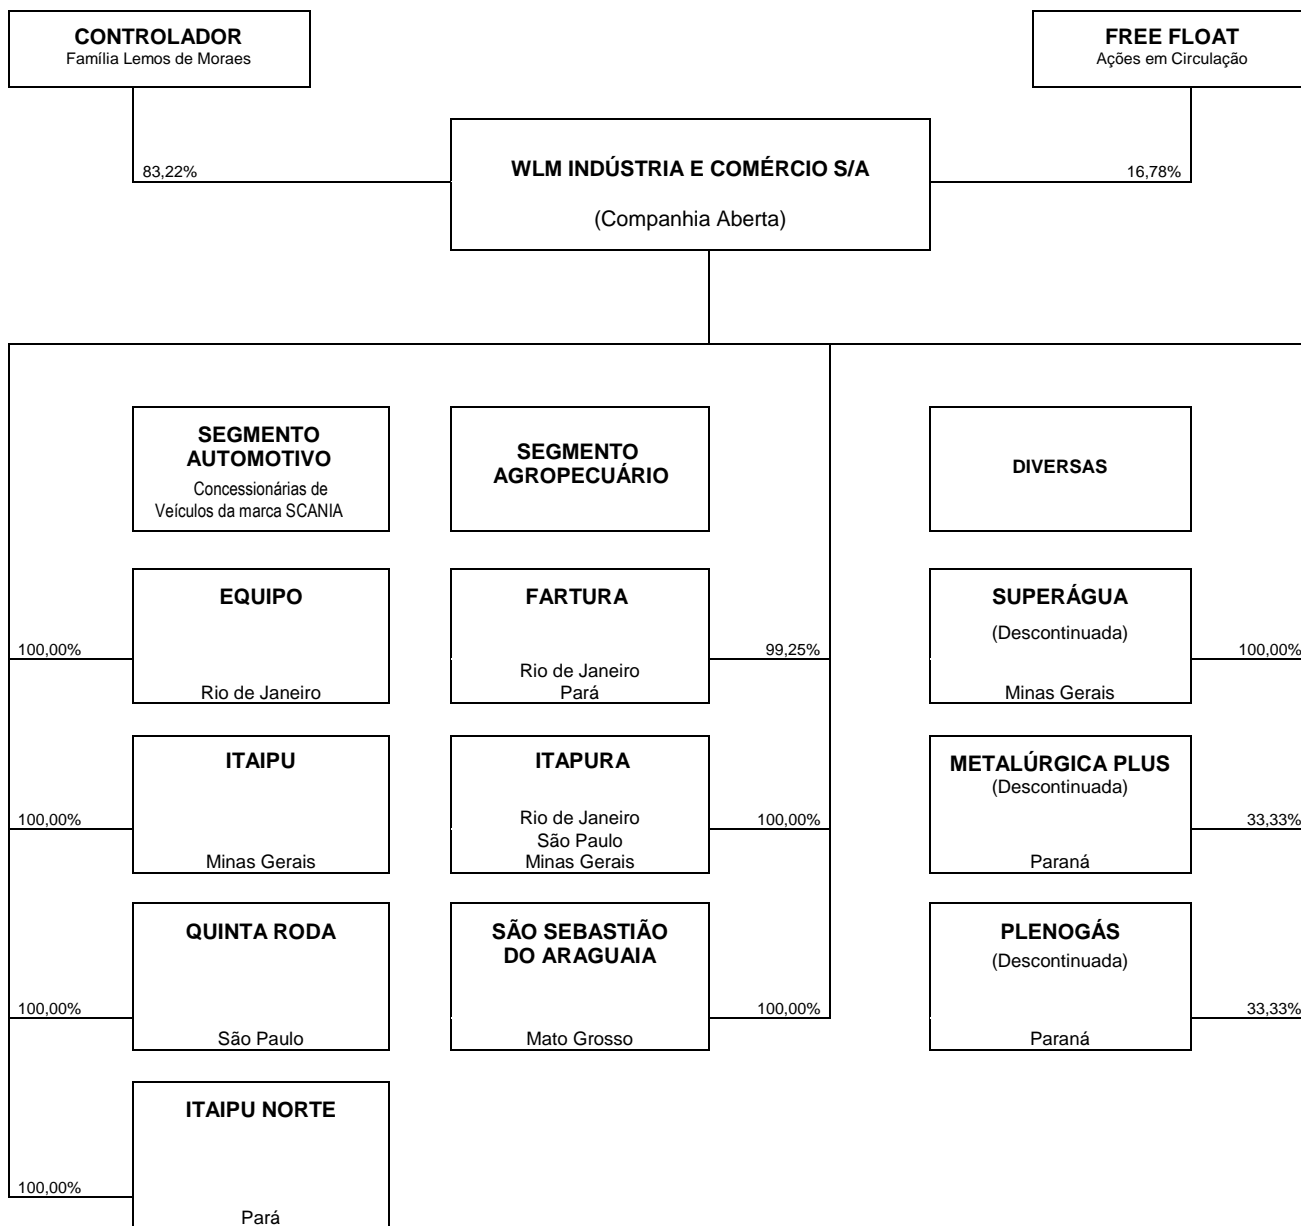 CONTROLADOR
Família Lemos de Moraes
FREE FLOAT
Ações em Circulação
83,22%
WLM INDÚSTRIA E COMÉRCIO S/A
(Companhia Aberta)
16,78%
SEGMENTO
AUTOMOTIVO
Concessionárias de
Veículos da marca SCANIA
SEGMENTO
AGROPECUÁRIO
DIVERSAS
EQUIPO
Rio de Janeiro
100,00%
FARTURA
Rio de Janeiro
Pará
99,25%
SUPERÁGUA
(Descontinuada)
Minas Gerais
100,00%
ITAIPU
Minas Gerais
100,00%
ITAPURA
Rio de Janeiro
São Paulo
Minas Gerais
100,00%
METALÚRGICA PLUS
(Descontinuada)
Paraná
33,33%
QUINTA RODA
São Paulo
100,00%
SÃO SEBASTIÃO
DO ARAGUAIA
Mato Grosso
100,00%
PLENOGÁS
(Descontinuada)
Paraná
33,33%
ITAIPU NORTE
Pará
100,00%